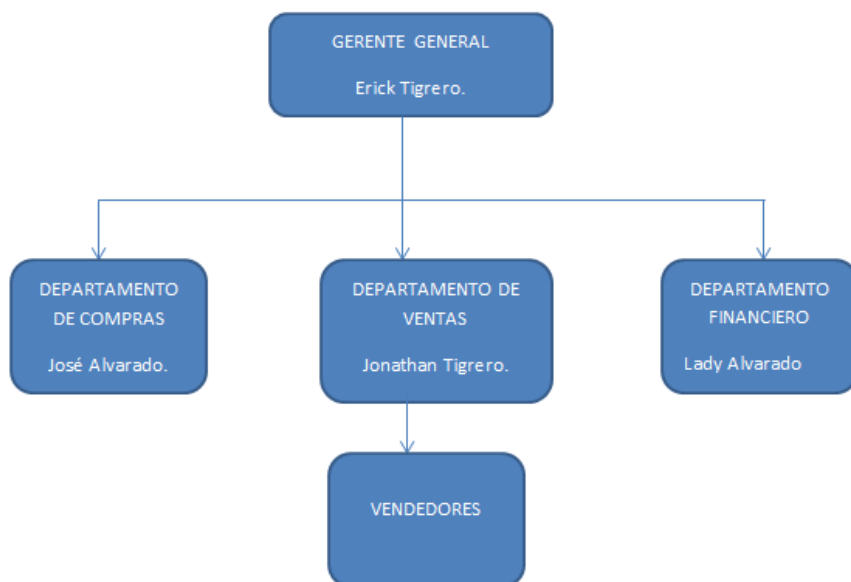 GERENTE GENERAL
Erick Tigrero.
DEPARTAMENTO
DE COMPRAS
José Alvarado.
DEPARTAMENTO DE
VENTAS
Jonathan Tigrero.
DEPARTAMENTO
FINANCIERO
Lady Alvarado
VENDEDORES